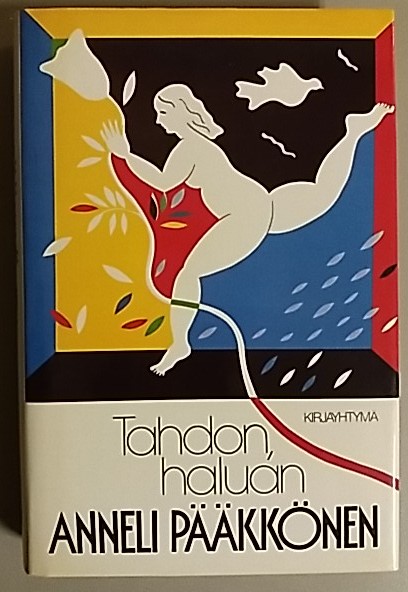 KIRJAYHTYMÄ
Tahdon,
haluan
ANNELI PÄÄKKÖNEN